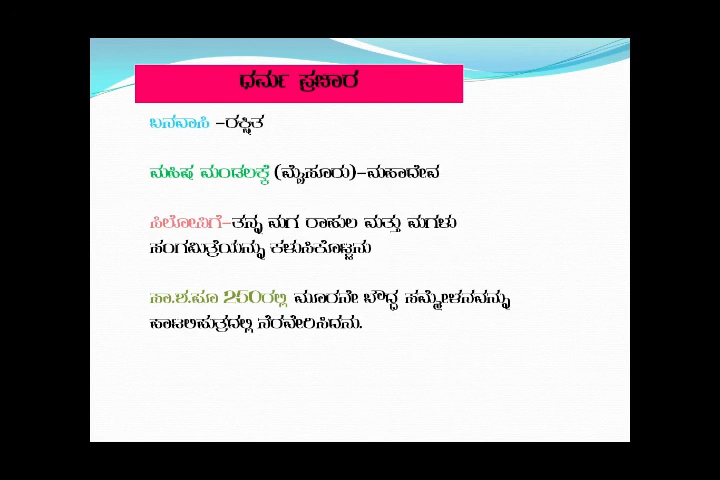 ಧರ್ಮ ಪ್ರಚಾರ
ಬನವಾಸಿ -ರಕ್ಷಿತ
ಮಹಿಷ ಮಂಡಲಕ್ಕೆ (ಮೈಸೂರು)-ಮಹಾದೇವ
ಸಿಲೋನಿಗೆ-ತನ್ನ ಮಗ ರಾಹುಲ ಮತ್ತು ಮಗಳು
ಸಂಗಮಿತ್ರೆಯನ್ನು ಕಳುಸಿಕೊಟ್ಟನು
ಸಾ.ಶ.ಪೂ 250ರಲ್ಲಿ ಮೂರನೇ ಬೌದ್ಧ ಸಮ್ಮೇಳನವನ್ನು
ಪಾಟಲಿಪುತ್ರದಲ್ಲಿ ನೆರವೇರಿಸಿದನು.